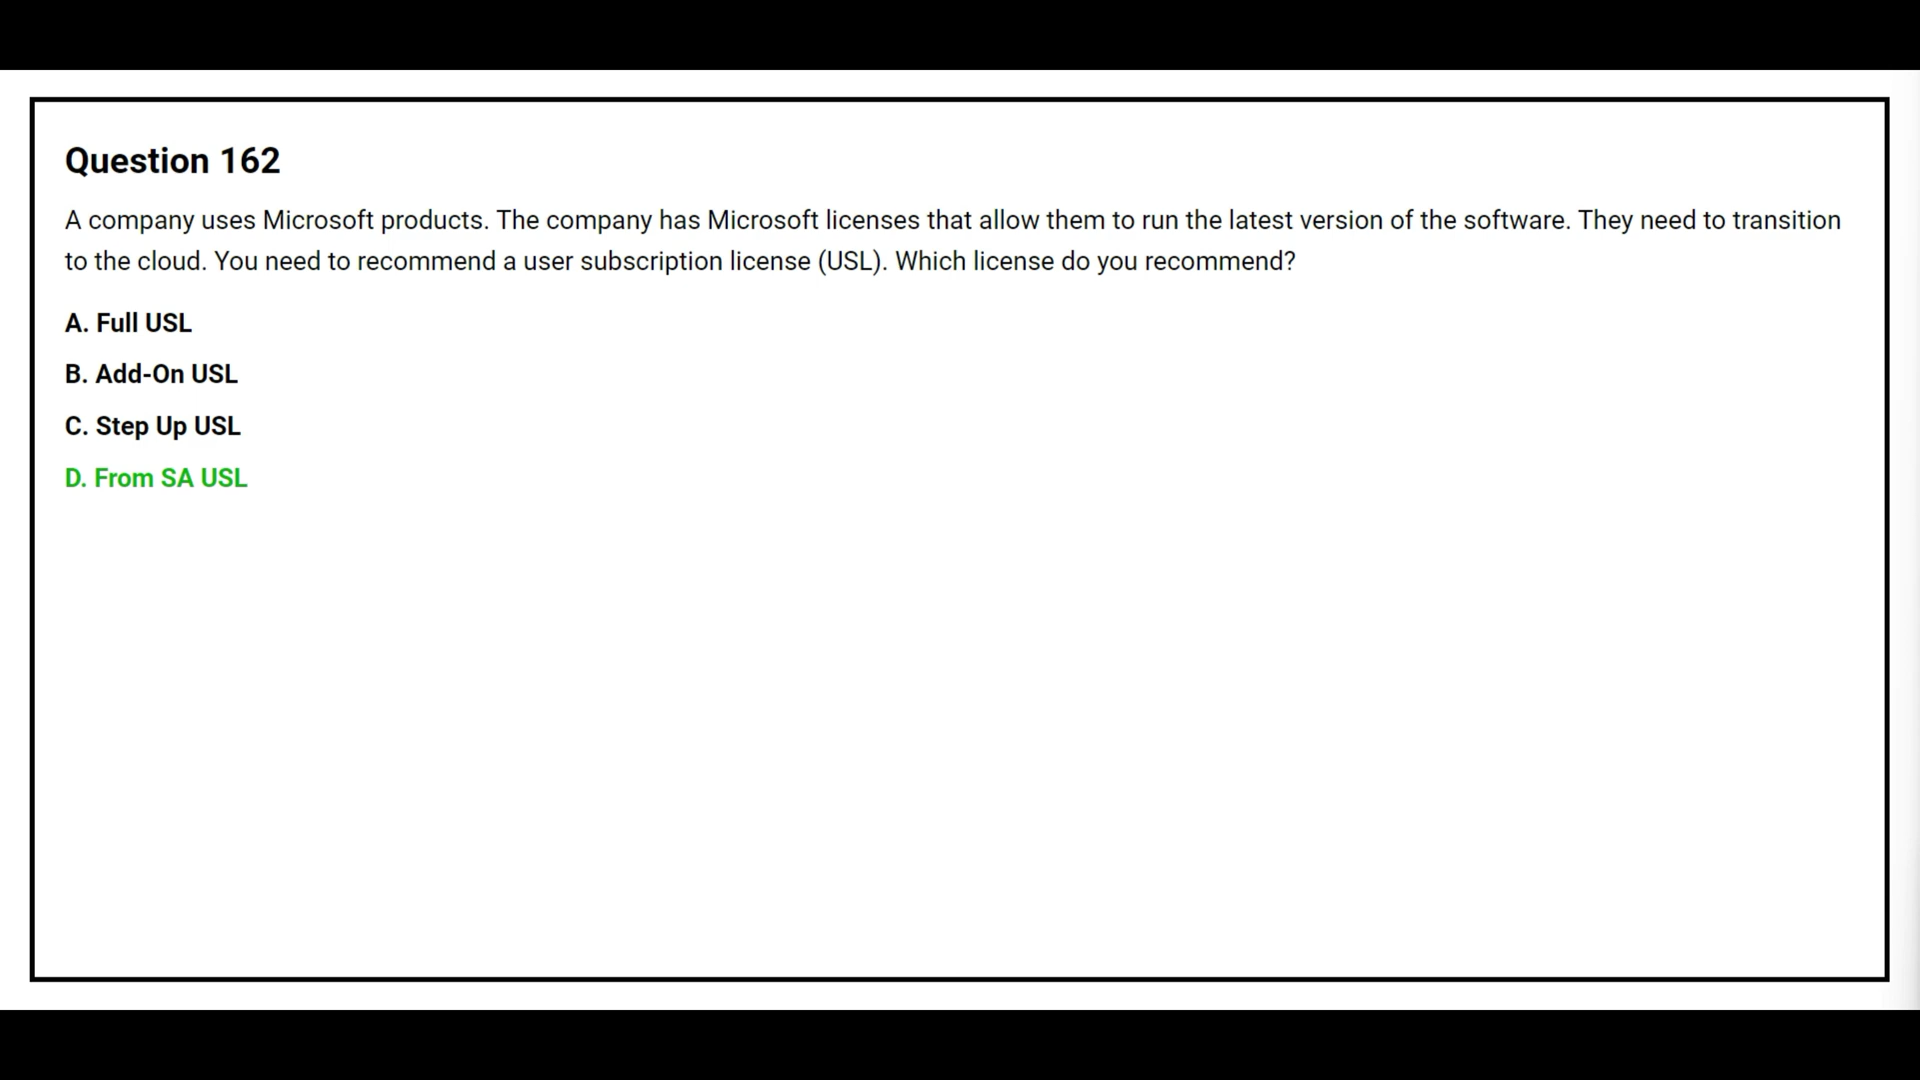 Question 162
A company uses Microsoft products. The company has Microsoft licenses that allow them to run the latest version of the software. They need to transition
to the cloud. You need to recommend a user subscription license (USL). Which license do you recommend?
A. Full USL
B. Add-On USL
C. Step Up USL
D. From SA USL